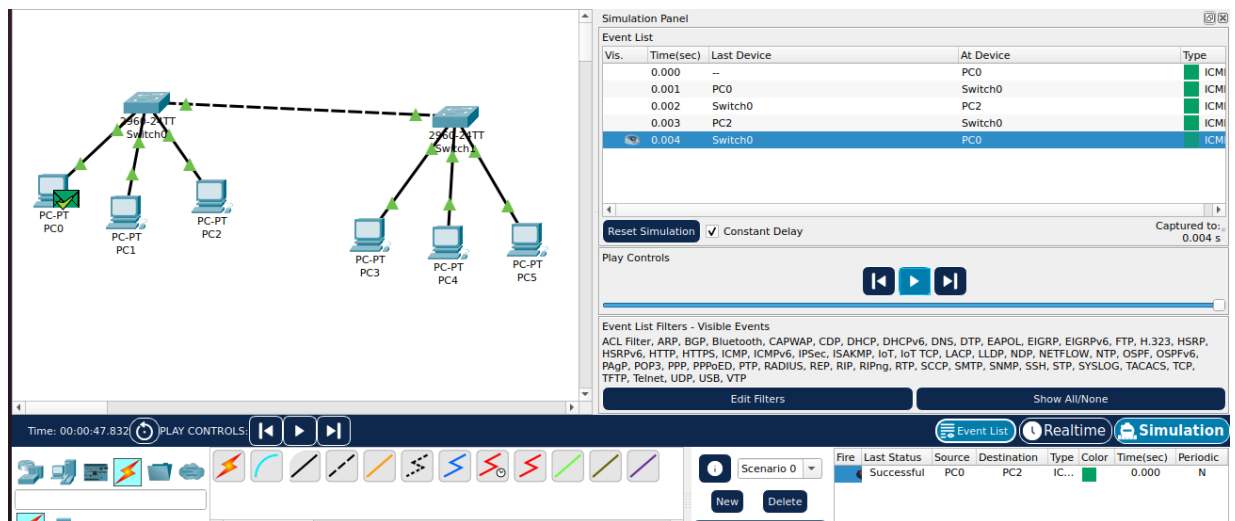 2960-24TT
Switch0
2960-24TT
Switch1
PC-PT
PC0
PC-PT
PC1
PC-PT
PC2
PC-PT
PC3
PC-PT
PC4
PC-PT
PC5
Simulation Panel
Event List
Vis. Time(sec) Last Device At Device Type
0.000 -- PC0 ICMI
0.001 PC0 Switch0 ICMI
0.002 Switch0 PC2 ICMI
0.003 PC2 Switch0 ICMI
0.004 Switch0 PC0 ICMI
Reset Simulation Constant Delay Captured to:
0.004 s
Play Controls
Event List Filters - Visible Events
ACL Filter, ARP, BGP, Bluetooth, CAPWAP, CDP, DHCP, DHCPv6, DNS, DTP, EAPOL, EIGRP, EIGRPv6, FTP, H.323, HSRP,
HSRPv6, HTTP, HTTPS, ICMP, ICMPv6, IPSec, ISAKMP, IoT, IoT TCP, LACP, LLDP, NDP, NETFLOW, NTP, OSPF, OSPFv6,
PAgP, POP3, PPP, PPPoED, PTP, RADIUS, REP, RIP, RIPng, RTP, SCCP, SMTP, SNMP, SSH, STP, SYSLOG, TACACS, TCP,
TFTP, Telnet, UDP, USB, VTP
Edit Filters Show All/None
Time: 00:00:47.832 PLAY CONTROLS: Event List Realtime Simulation
Scenario 0
New Delete
Fire Last Status Source Destination Type Color Time(sec) Periodic
Successful PC0 PC2 IC... 0.000 N